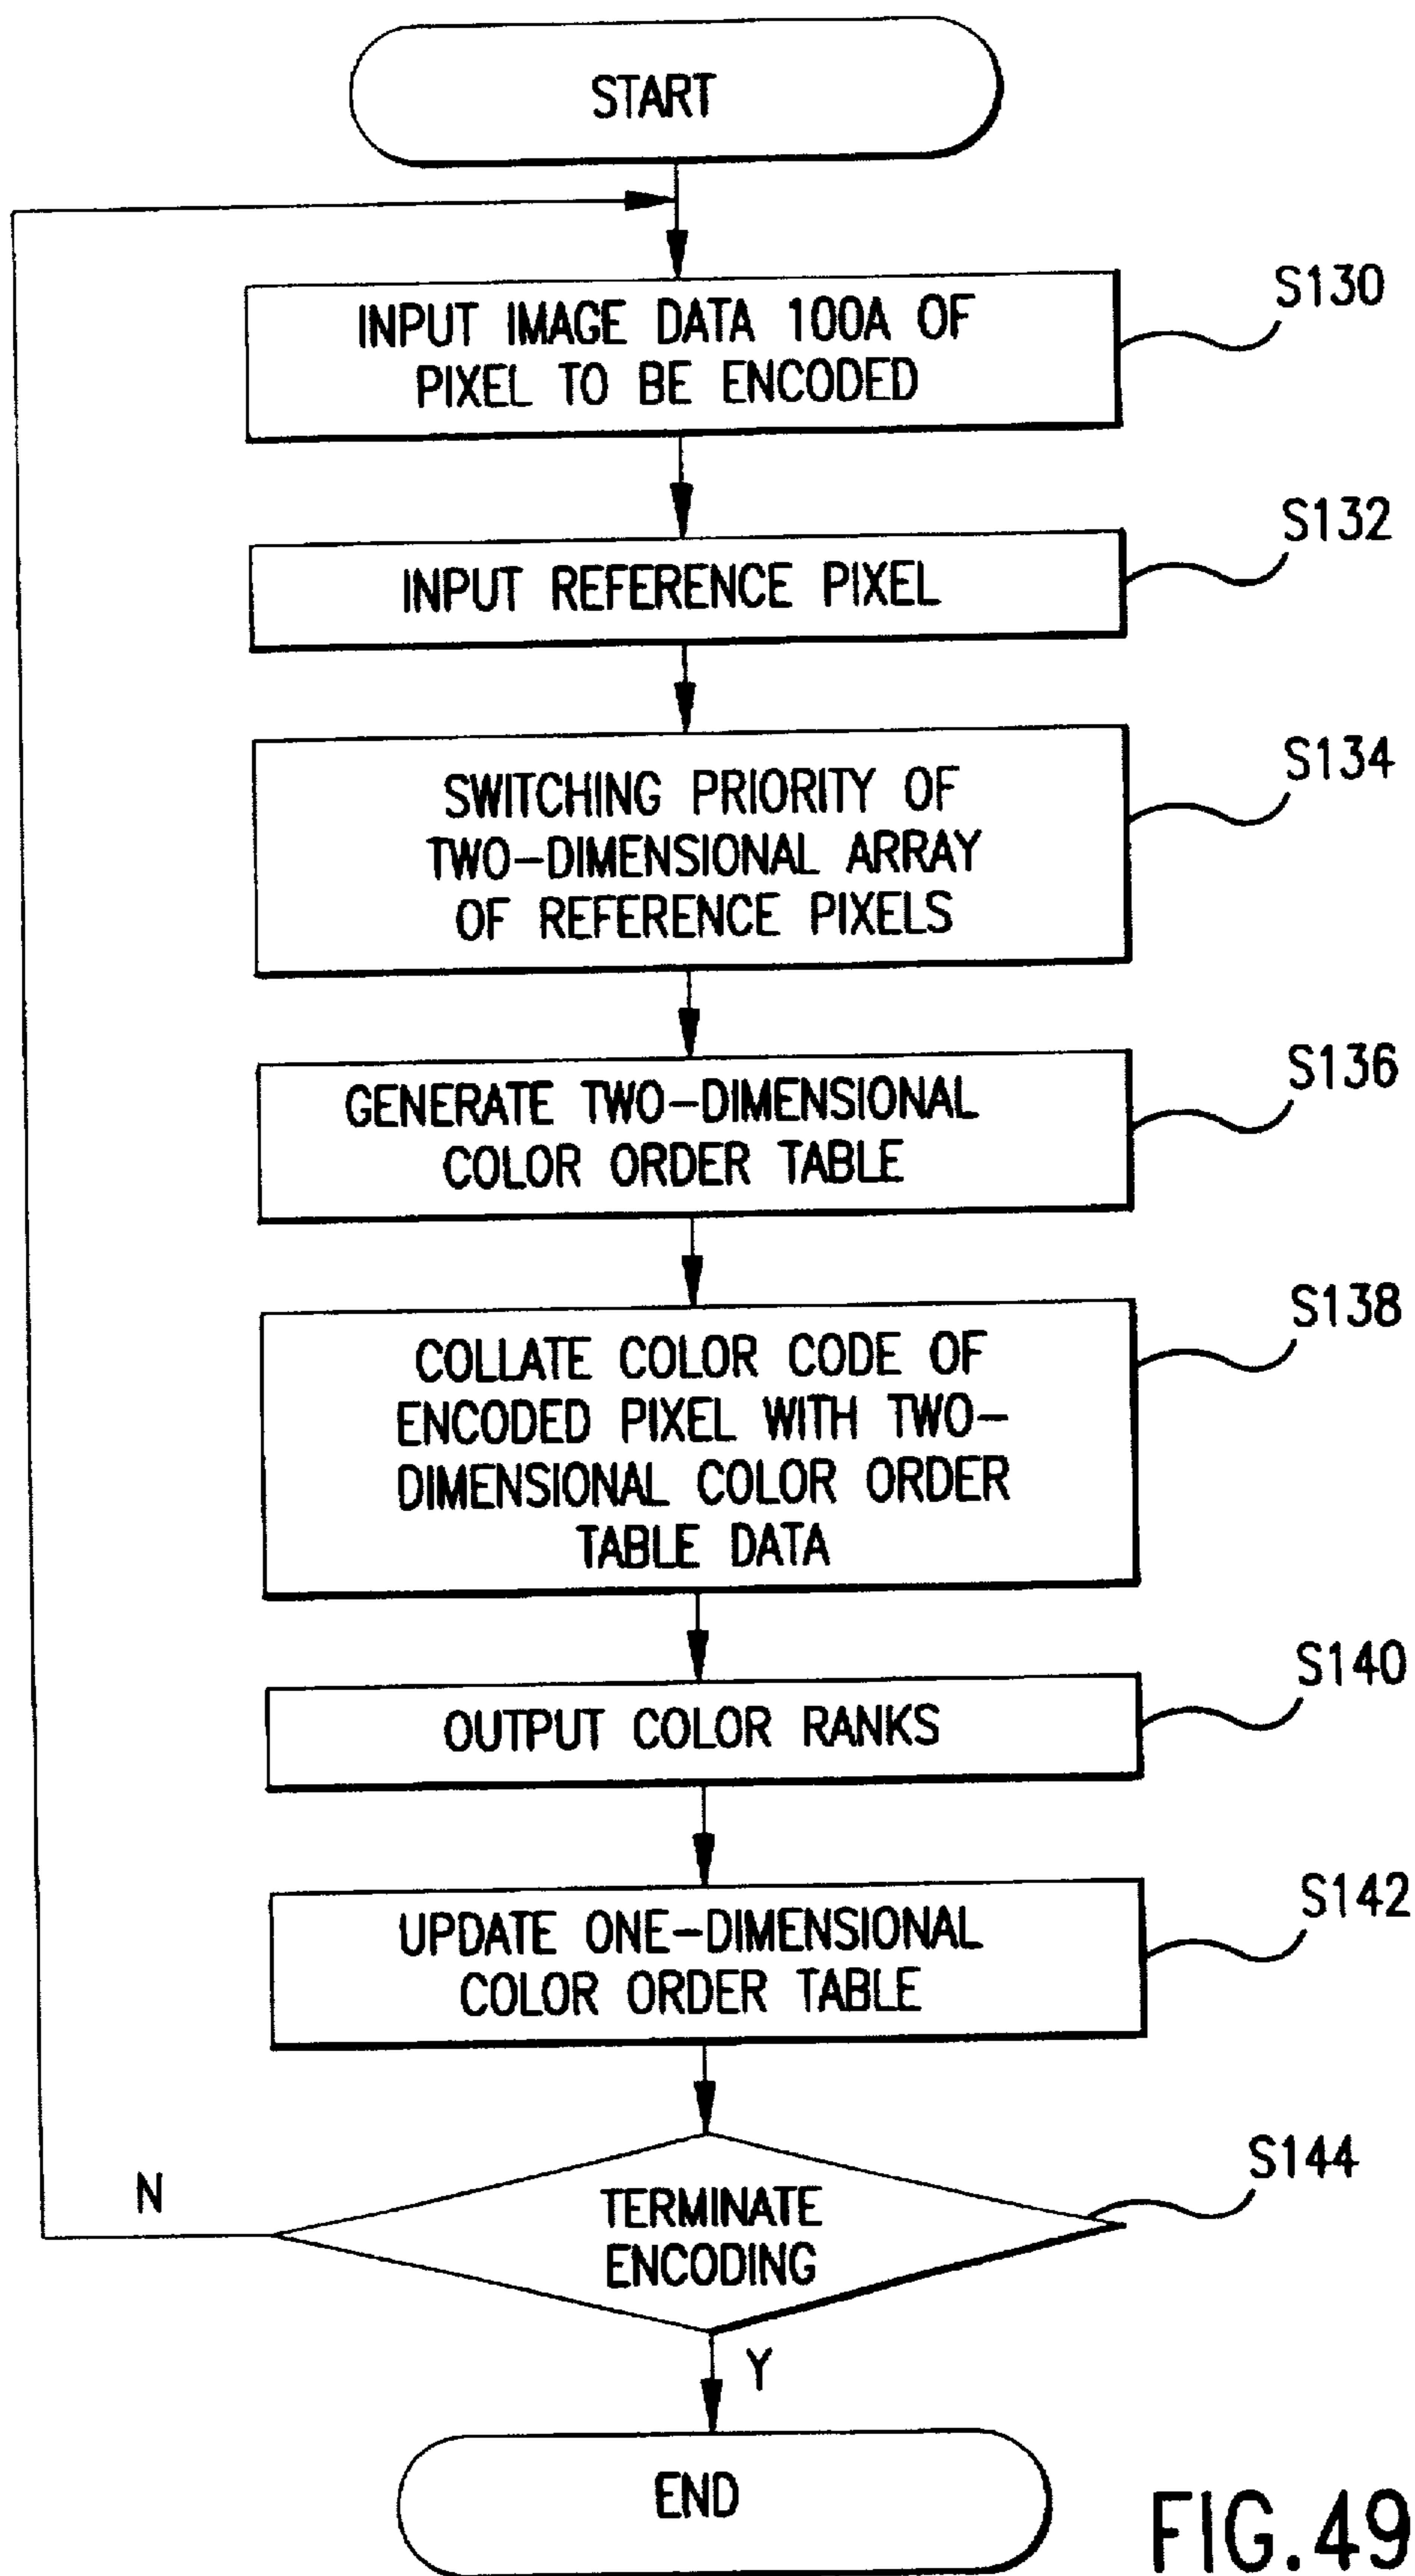 START
INPUT IMAGE DATA 100A OF
PIXEL TO BE ENCODED
S130
INPUT REFERENCE PIXEL
S132
SWITCHING PRIORITY OF
TWO-DIMENSIONAL ARRAY
OF REFERENCE PIXELS
S134
GENERATE TWO-DIMENSIONAL
COLOR ORDER TABLE
S136
COLLATE COLOR CODE OF
ENCODED PIXEL WITH TWO-
DIMENSIONAL COLOR ORDER
TABLE DATA
S138
OUTPUT COLOR RANKS
S140
UPDATE ONE-DIMENSIONAL
COLOR ORDER TABLE
S142
TERMINATE
ENCODING
S144
N
Y
END
FIG.49